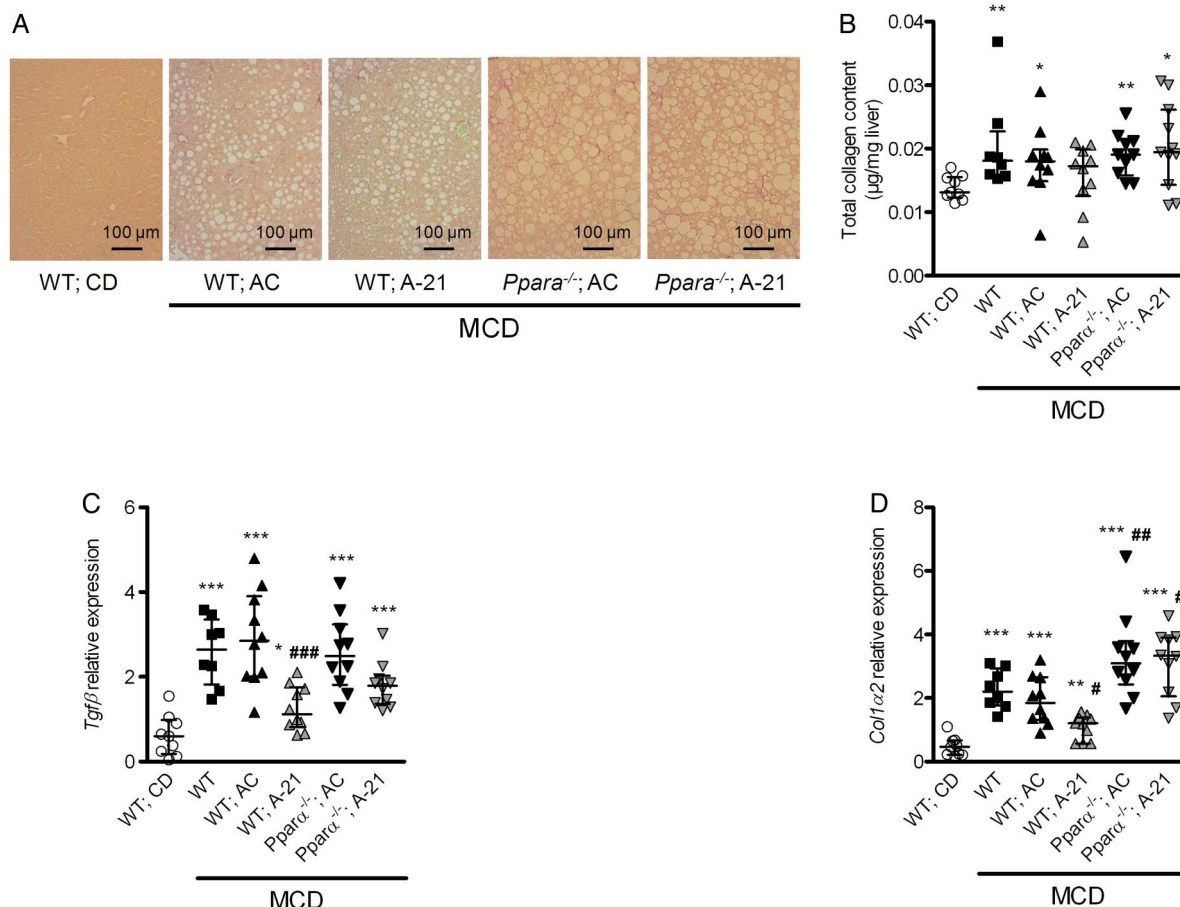 A
100 µm
100 µm
100 µm
100 µm
100 µm
WT; CD
WT; AC
WT; A-21
Ppara-/-; AC
Ppara-/-; A-21
MCD
B
Total collagen content
(µg/mg liver)
0.04
0.03
0.02
0.01
0.00
**
*
**
*
WT; CD
WT
WT; AC
WT; A-21
Pparα-/-; AC
Pparα-/-; A-21
MCD
C
Tgfβ relative expression
6
4
2
0
***
***
* ###
***
***
WT; CD
WT
WT; AC
WT; A-21
Pparα-/-; AC
Pparα-/-; A-21
MCD
D
Col1α2 relative expression
8
6
4
2
0
***
***
** #
*** ##
*** #
WT; CD
WT
WT; AC
WT; A-21
Pparα-/-; AC
Pparα-/-; A-21
MCD